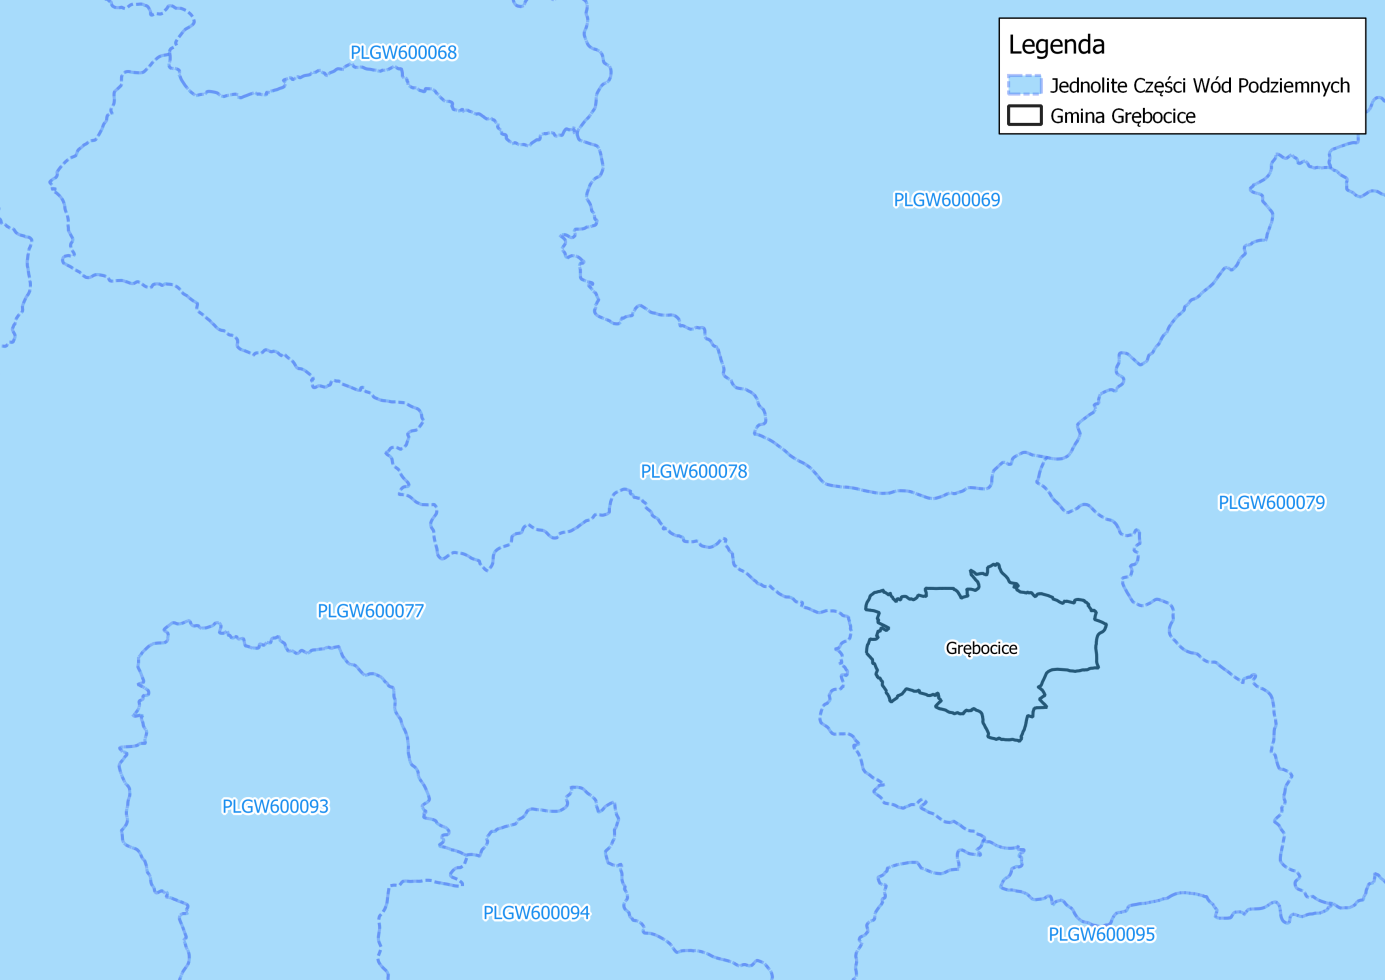 PLGW600068
Legenda
Jednolite Części Wód Podziemnych
Gmina Grębocice
PLGW600069
PLGW600078
PLGW600079
PLGW600077
Grębocice
PLGW600093
PLGW600094
PLGW600095